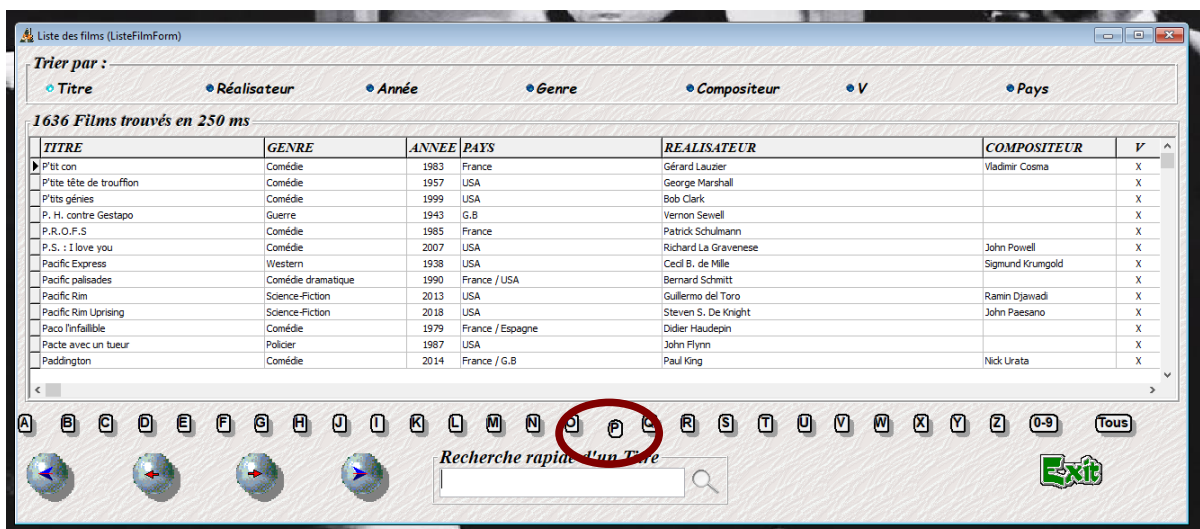 Liste des films (ListeFilmForm)
Trier par :
Titre Réalisateur Année Genre Compositeur V Pays
1636 Films trouvés en 250 ms
TITRE GENRE ANNEE PAYS REALISATEUR COMPOSITEUR V
P'tit con Comédie 1983 France Gérard Lauzier Vladimir Cosma X
P'tite tête de trouffion Comédie 1957 USA George Marshall X
P'tits génies Comédie 1999 USA Bob Clark X
P. H. contre Gestapo Guerre 1943 G.B Vernon Sewell X
P.R.O.F.S Comédie 1985 France Patrick Schulmann X
P.S. : I love you Comédie 2007 USA Richard La Gravenese John Powell X
Pacific Express Western 1938 USA Cecil B. de Mille Sigmund Krumgold X
Pacific palisades Comédie dramatique 1990 France / USA Bernard Schmitt X
Pacific Rim Science-Fiction 2013 USA Guillermo del Toro Ramin Djawadi X
Pacific Rim Uprising Science-Fiction 2018 USA Steven S. De Knight John Paesano X
Paco l'infaillible Comédie 1979 France / Espagne Didier Haudepin X
Pacte avec un tueur Policier 1987 USA John Flynn X
Paddington Comédie 2014 France / G.B Paul King Nick Urata X
A B C D E F G H J I K L M N O P Q R S T U V W X Y Z 0-9 Tous
Recherche rapide d'un Titre
Exit